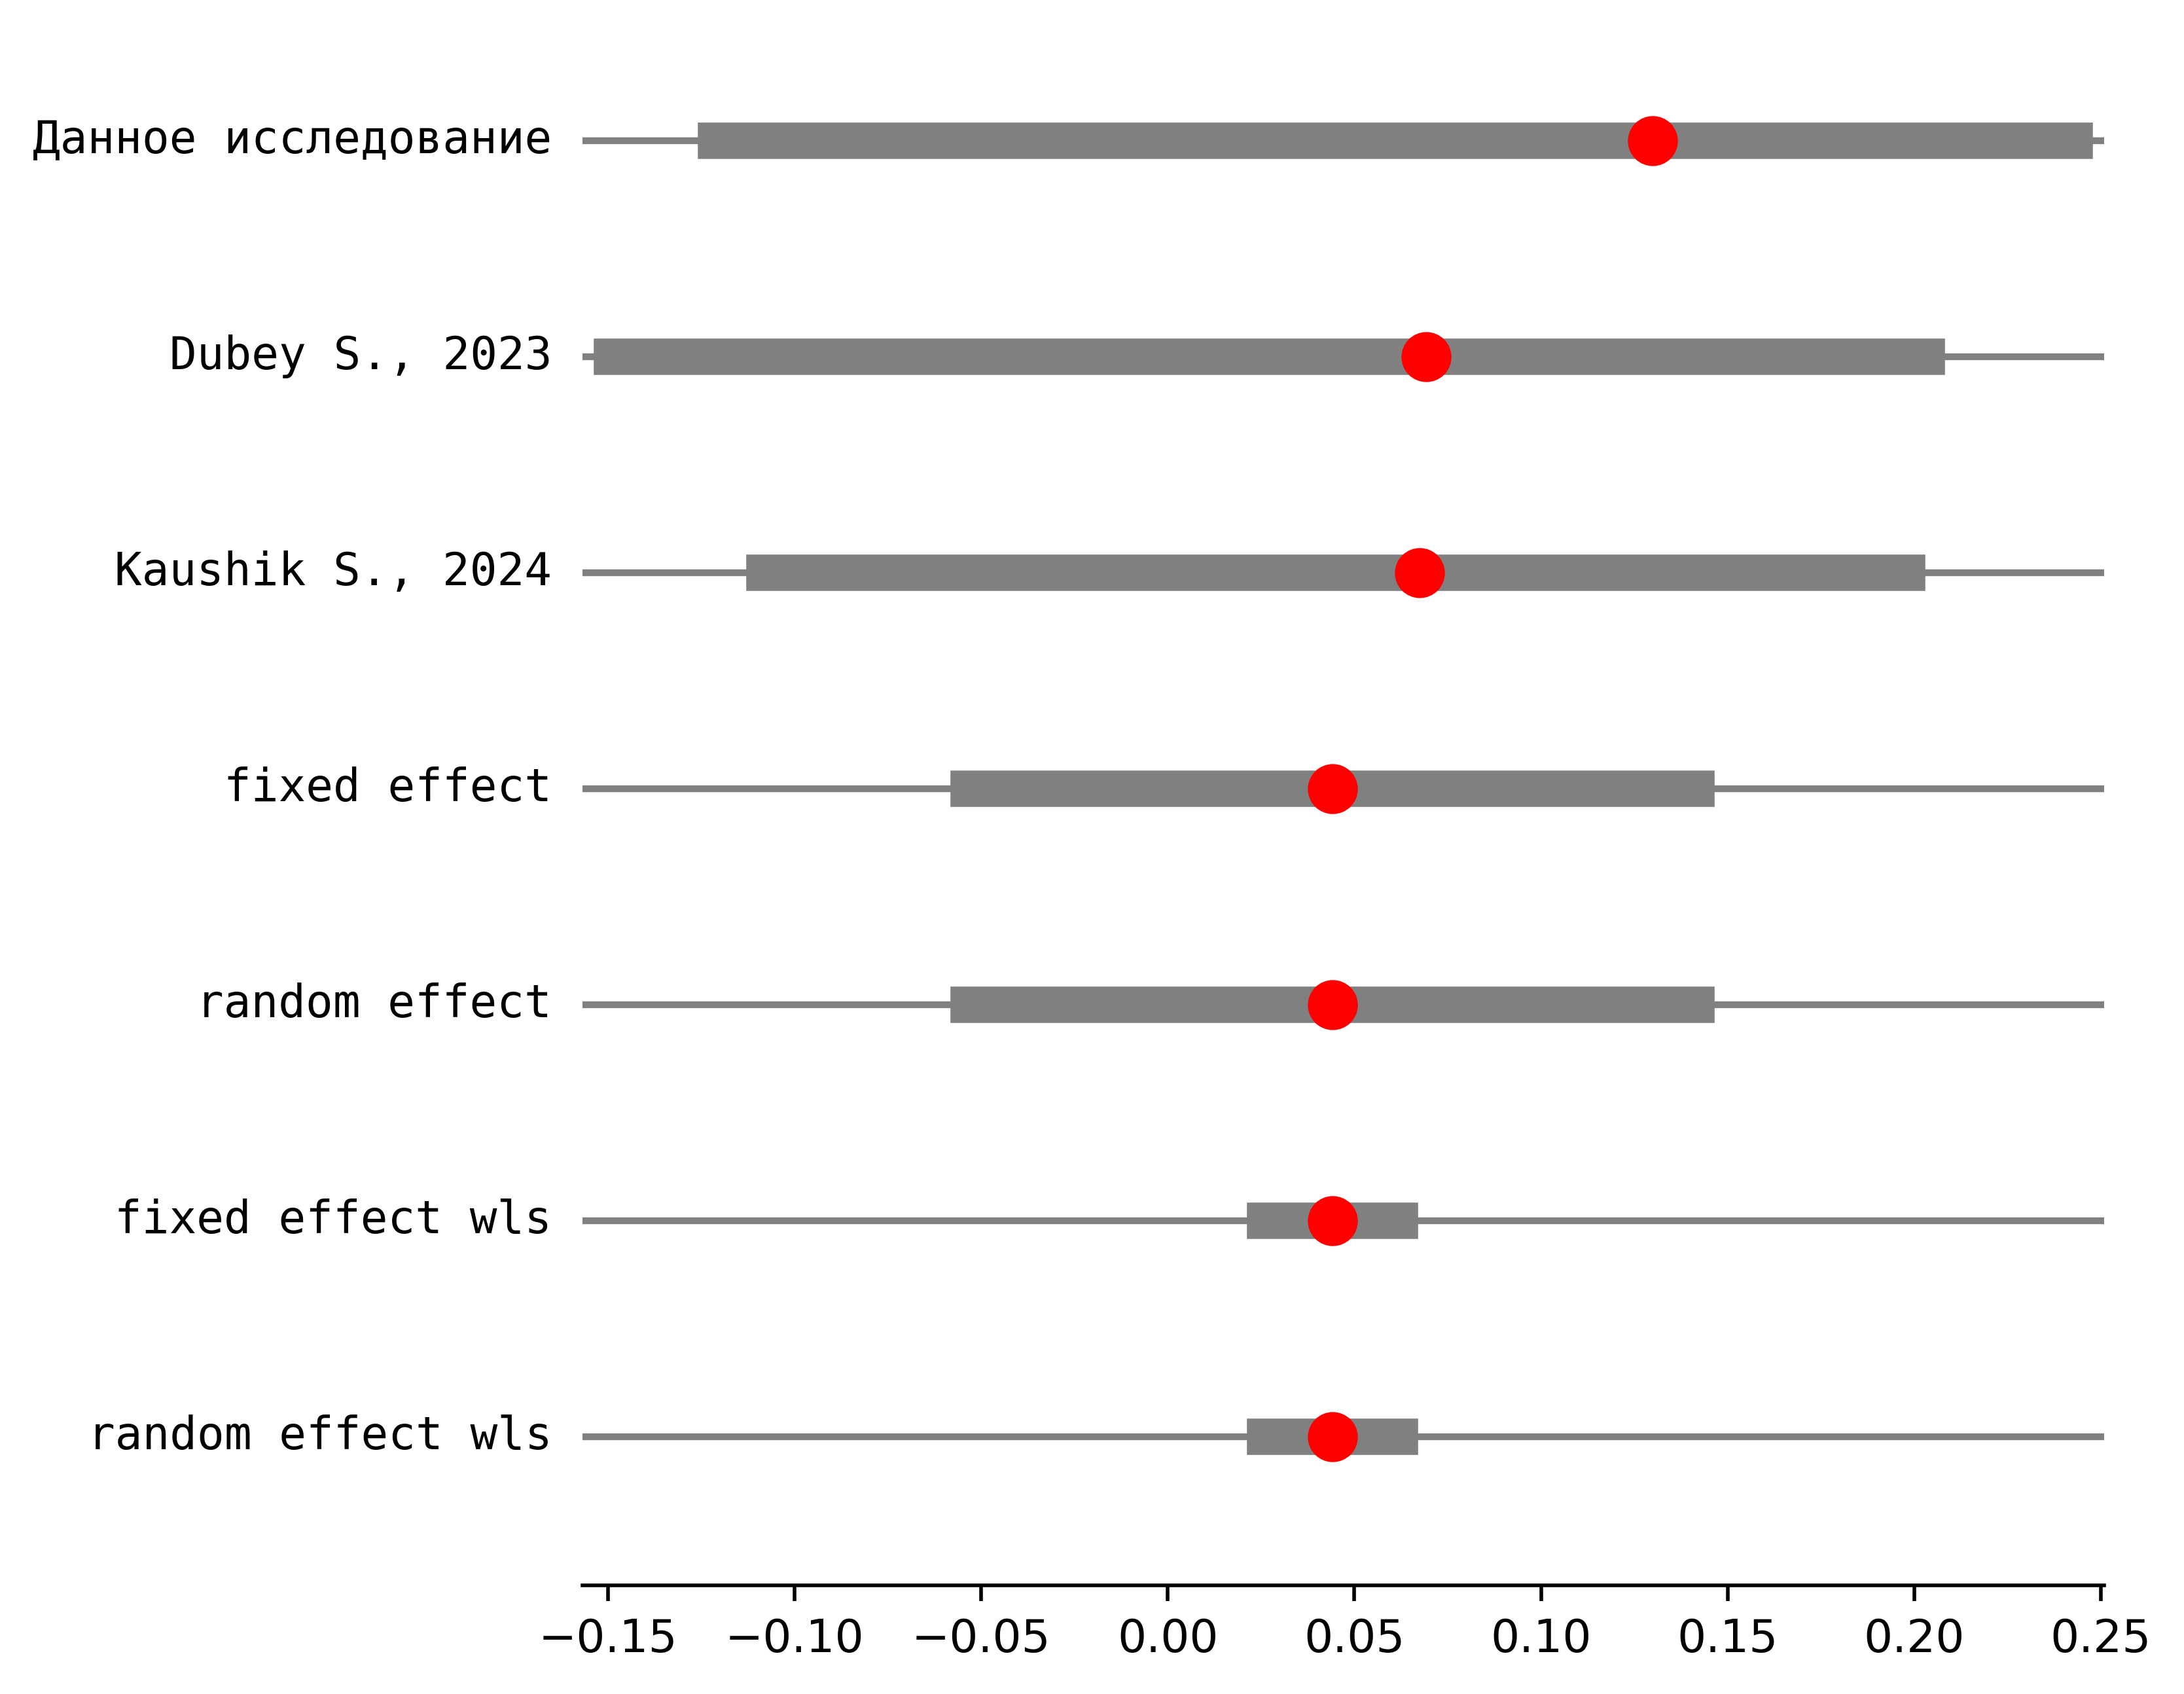 Данное исследование
Dubey S., 2023
Kaushik S., 2024
fixed effect
random effect
fixed effect wls
random effect wls
−0.15 −0.10 −0.05 0.00 0.05 0.10 0.15 0.20 0.25